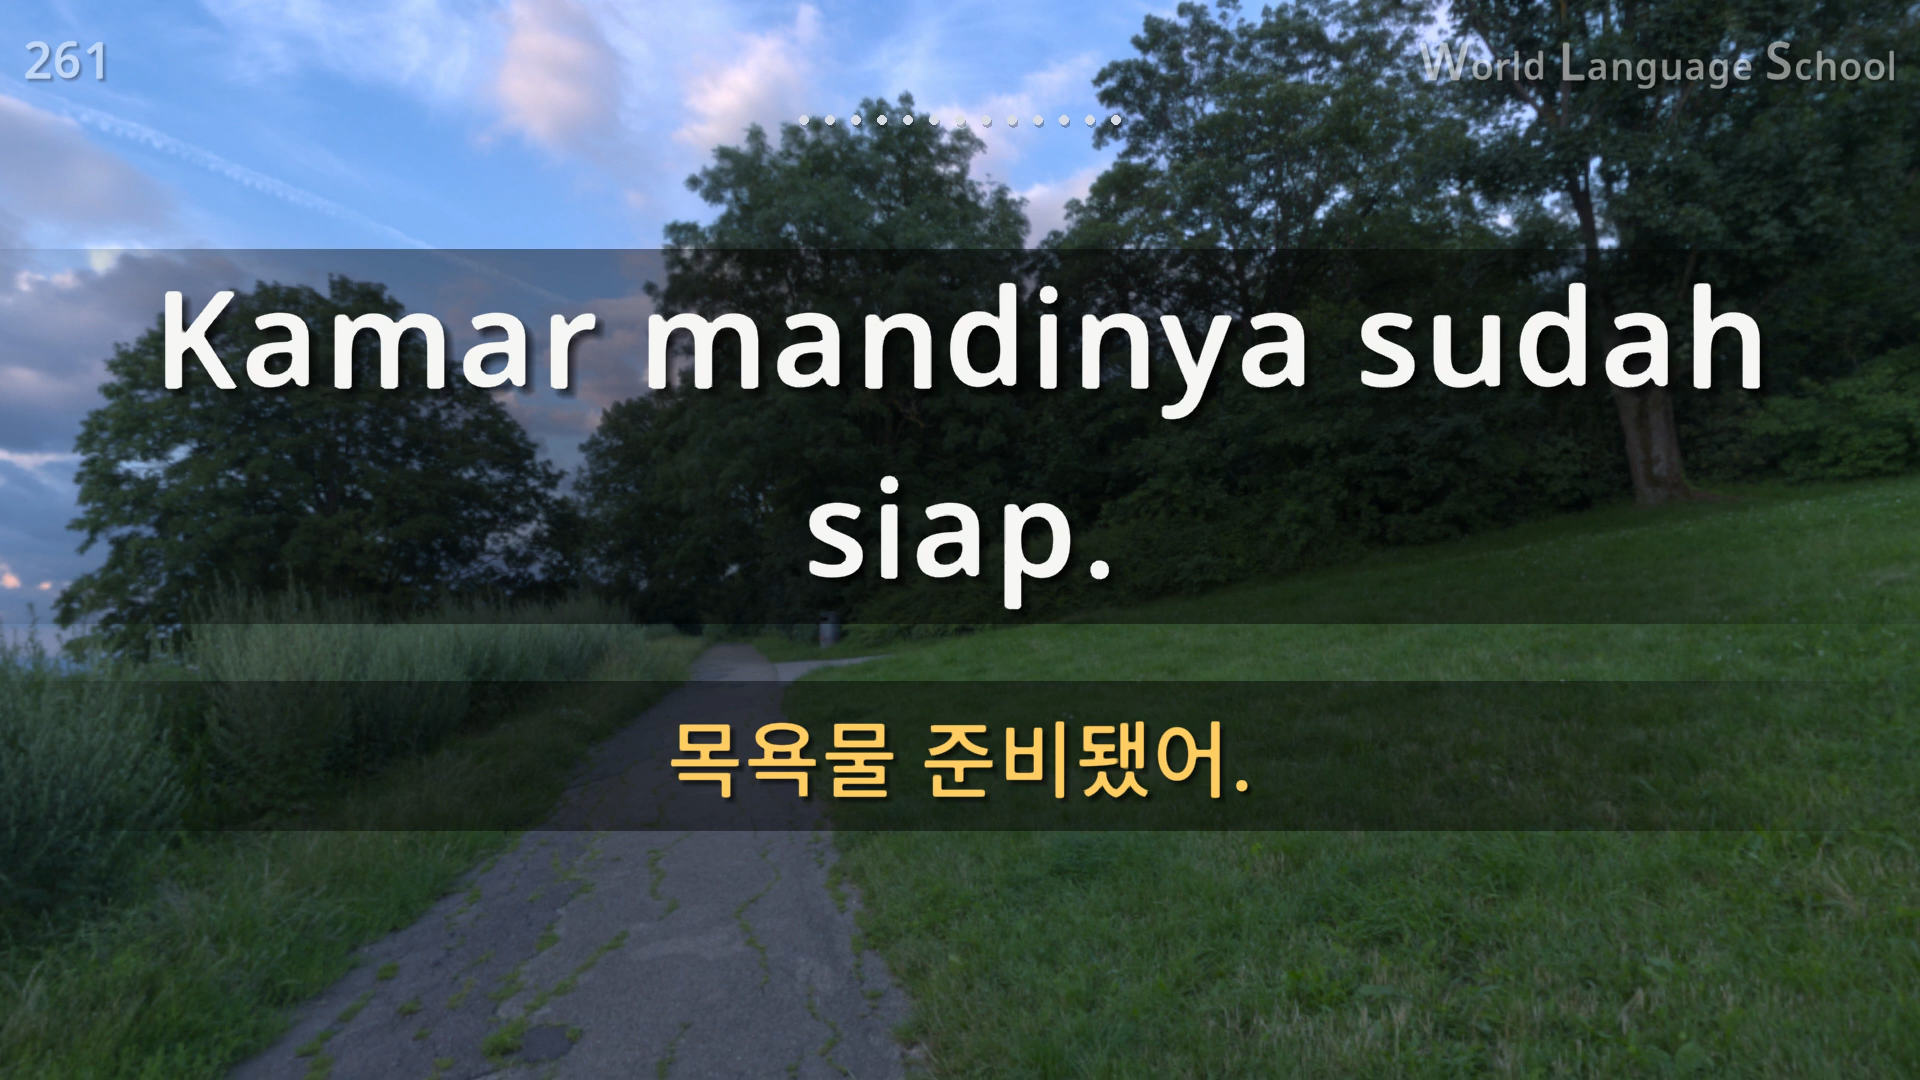 261
World Language School
Kamar mandinya sudah
siap.
목욕물 준비됐어.